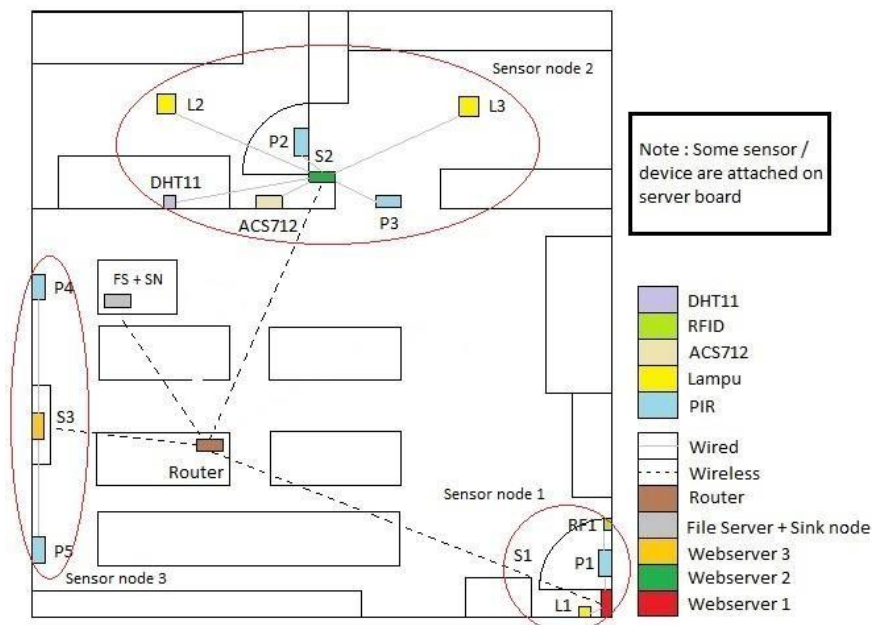 Sensor node 2
L2
L3
P2
S2
DHT11
ACS712
P3
Note : Some sensor /
device are attached on
server board
P4
FS + SN
S3
Router
P5
Sensor node 3
Sensor node 1
RF1
S1
P1
L1
DHT11
RFID
ACS712
Lampu
PIR
Wired
Wireless
Router
File Server + Sink node
Webserver 3
Webserver 2
Webserver 1